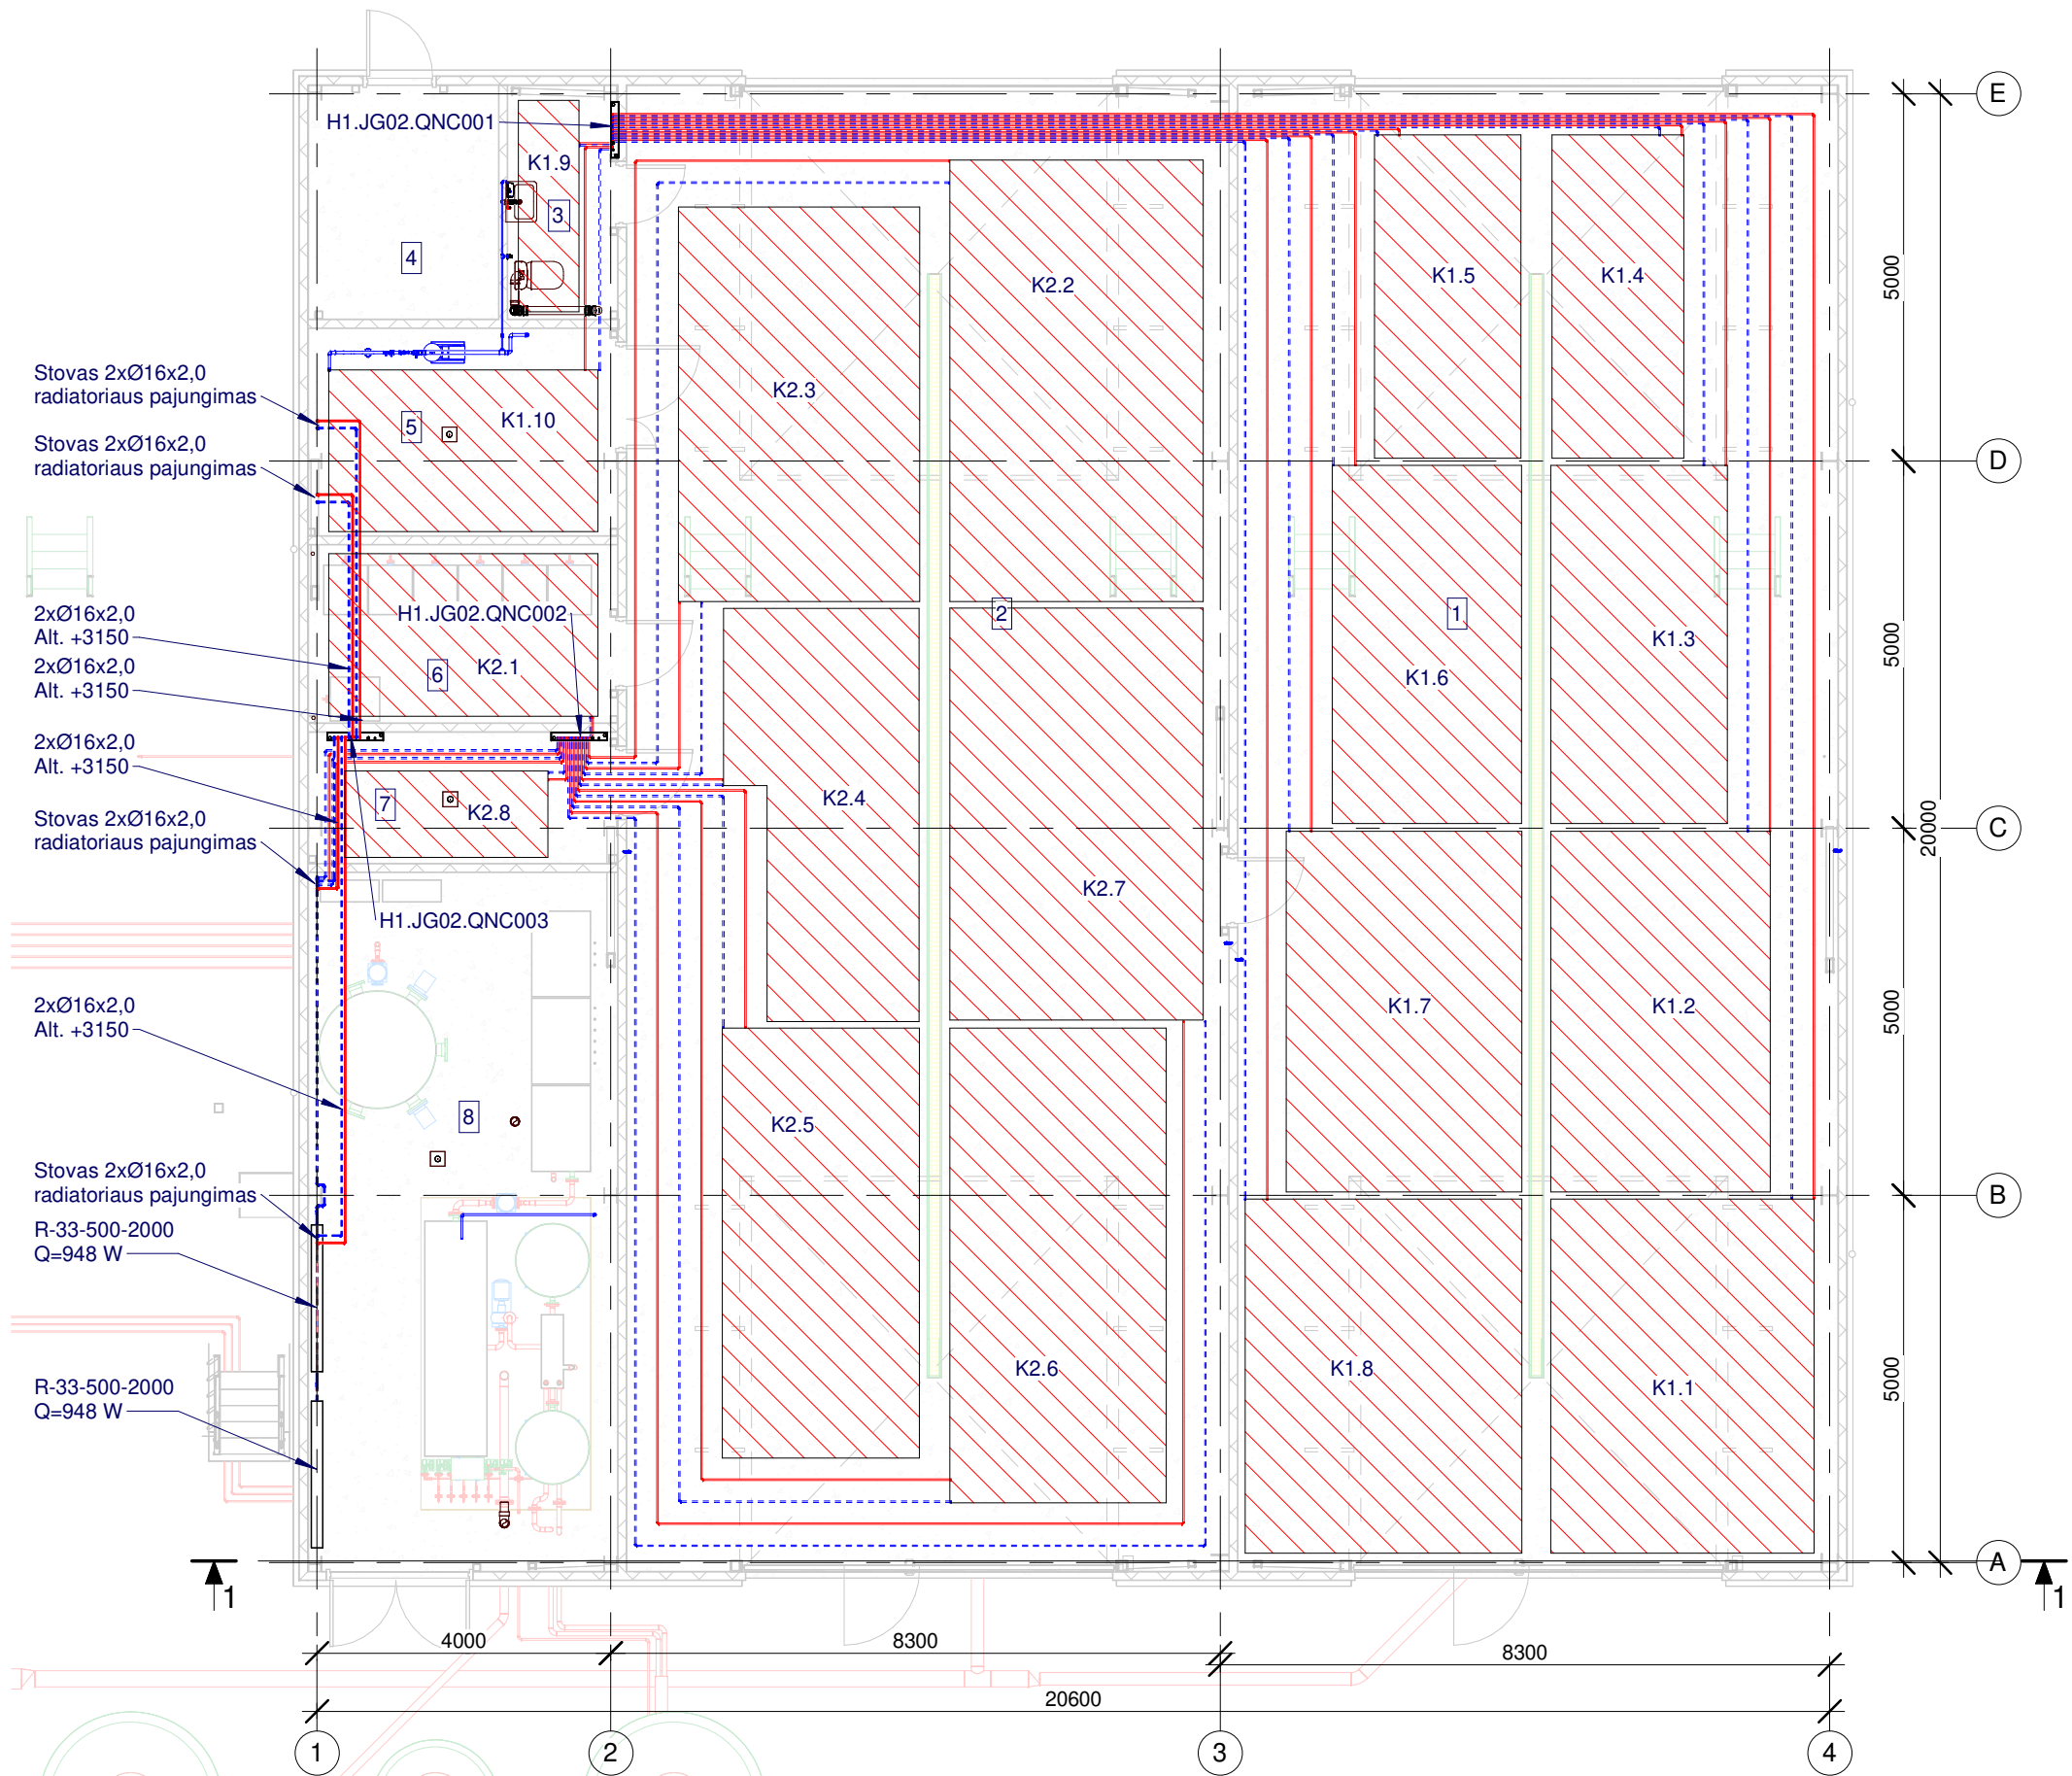 E
H1.JG02.QNC001
K1.9
3
4
K2.2
K1.5
K1.4
5000
Stovas 2xØ16x2,0
radiatoriaus pajungimas
K2.3
5
K1.10
Stovas 2xØ16x2,0
radiatoriaus pajungimas
D
2xØ16x2,0
Alt. +3150
H1.JG02.QNC002
2
1
K1.3
5000
2xØ16x2,0
Alt. +3150
6
K2.1
K1.6
2xØ16x2,0
Alt. +3150
7
K2.8
K2.4
Stovas 2xØ16x2,0
radiatoriaus pajungimas
C
20000
K2.7
H1.JG02.QNC003
2xØ16x2,0
Alt. +3150
K1.7
K1.2
5000
8
K2.5
Stovas 2xØ16x2,0
radiatoriaus pajungimas
B
R-33-500-2000
Q=948 W
K2.6
K1.8
K1.1
5000
R-33-500-2000
Q=948 W
A
1
1
4000
8300
8300
20600
1
2
3
4